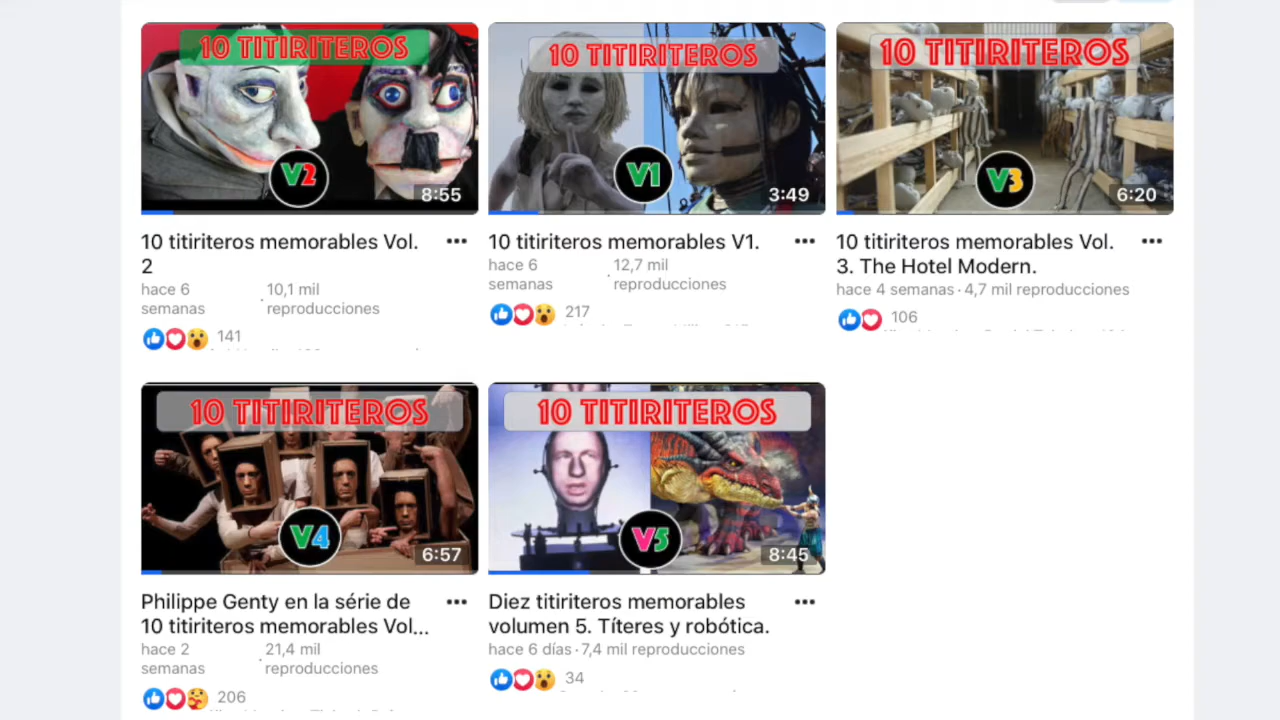 10 TITIRITEROS
V2
8:55
10 titiriteros memorables Vol.
2
hace 6
semanas
·
10,1 mil
reproducciones
141
10 TITIRITEROS
V1
3:49
10 titiriteros memorables V1.
hace 6
semanas
·
12,7 mil
reproducciones
217
10 TITIRITEROS
V3
6:20
10 titiriteros memorables Vol.
3. The Hotel Modern.
hace 4 semanas · 4,7 mil reproducciones
106
10 TITIRITEROS
V4
6:57
Philippe Genty en la série de
10 titiriteros memorables Vol...
hace 2
semanas
·
21,4 mil
reproducciones
206
10 TITIRITEROS
V5
8:45
Diez titiriteros memorables
volumen 5. Títeres y robótica.
hace 6 días · 7,4 mil reproducciones
34